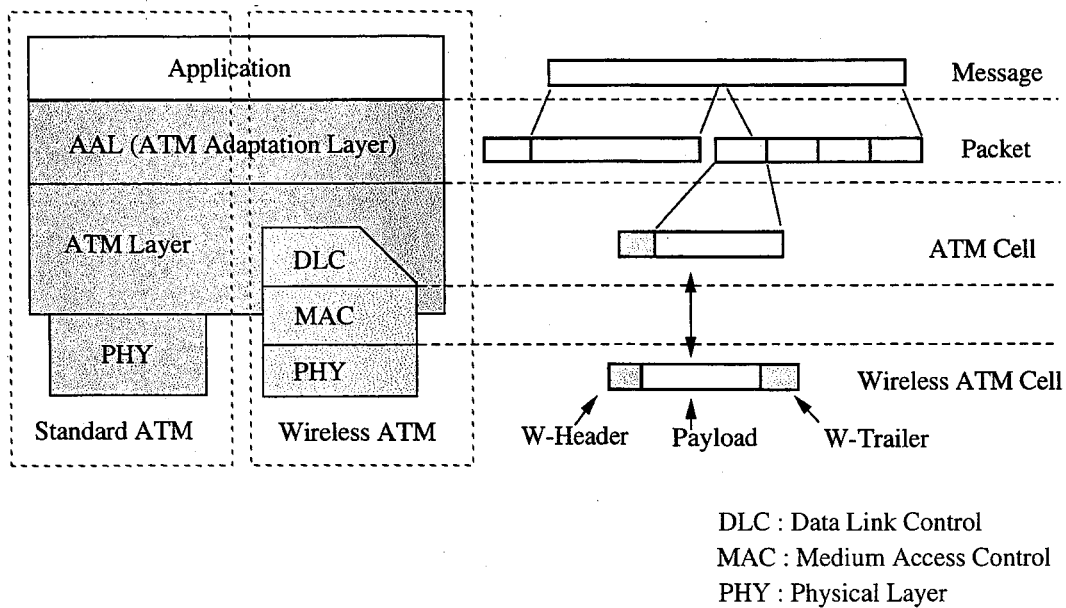 Application
AAL (ATM Adaptation Layer)
ATM Layer
DLC
MAC
PHY
PHY
Standard ATM
Wireless ATM
Message
Packet
ATM Cell
Wireless ATM Cell
W-Header
Payload
W-Trailer
DLC : Data Link Control
MAC : Medium Access Control
PHY : Physical Layer